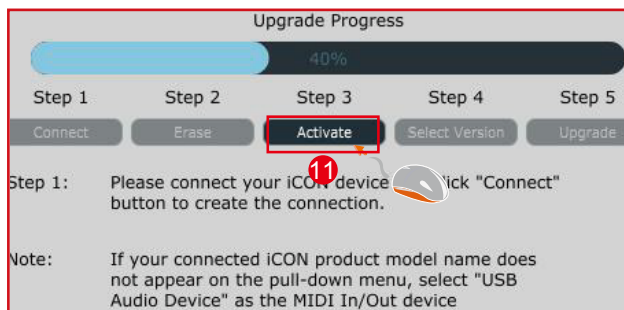 Upgrade Progress
40%
Step 1 Step 2 Step 3 Step 4 Step 5
Connect Erase Activate Select Version Upgrade
11
Step 1: Please connect your iCON device ick "Connect"
button to create the connection.
Note: If your connected iCON product model name does
not appear on the pull-down menu, select "USB
Audio Device" as the MIDI In/Out device